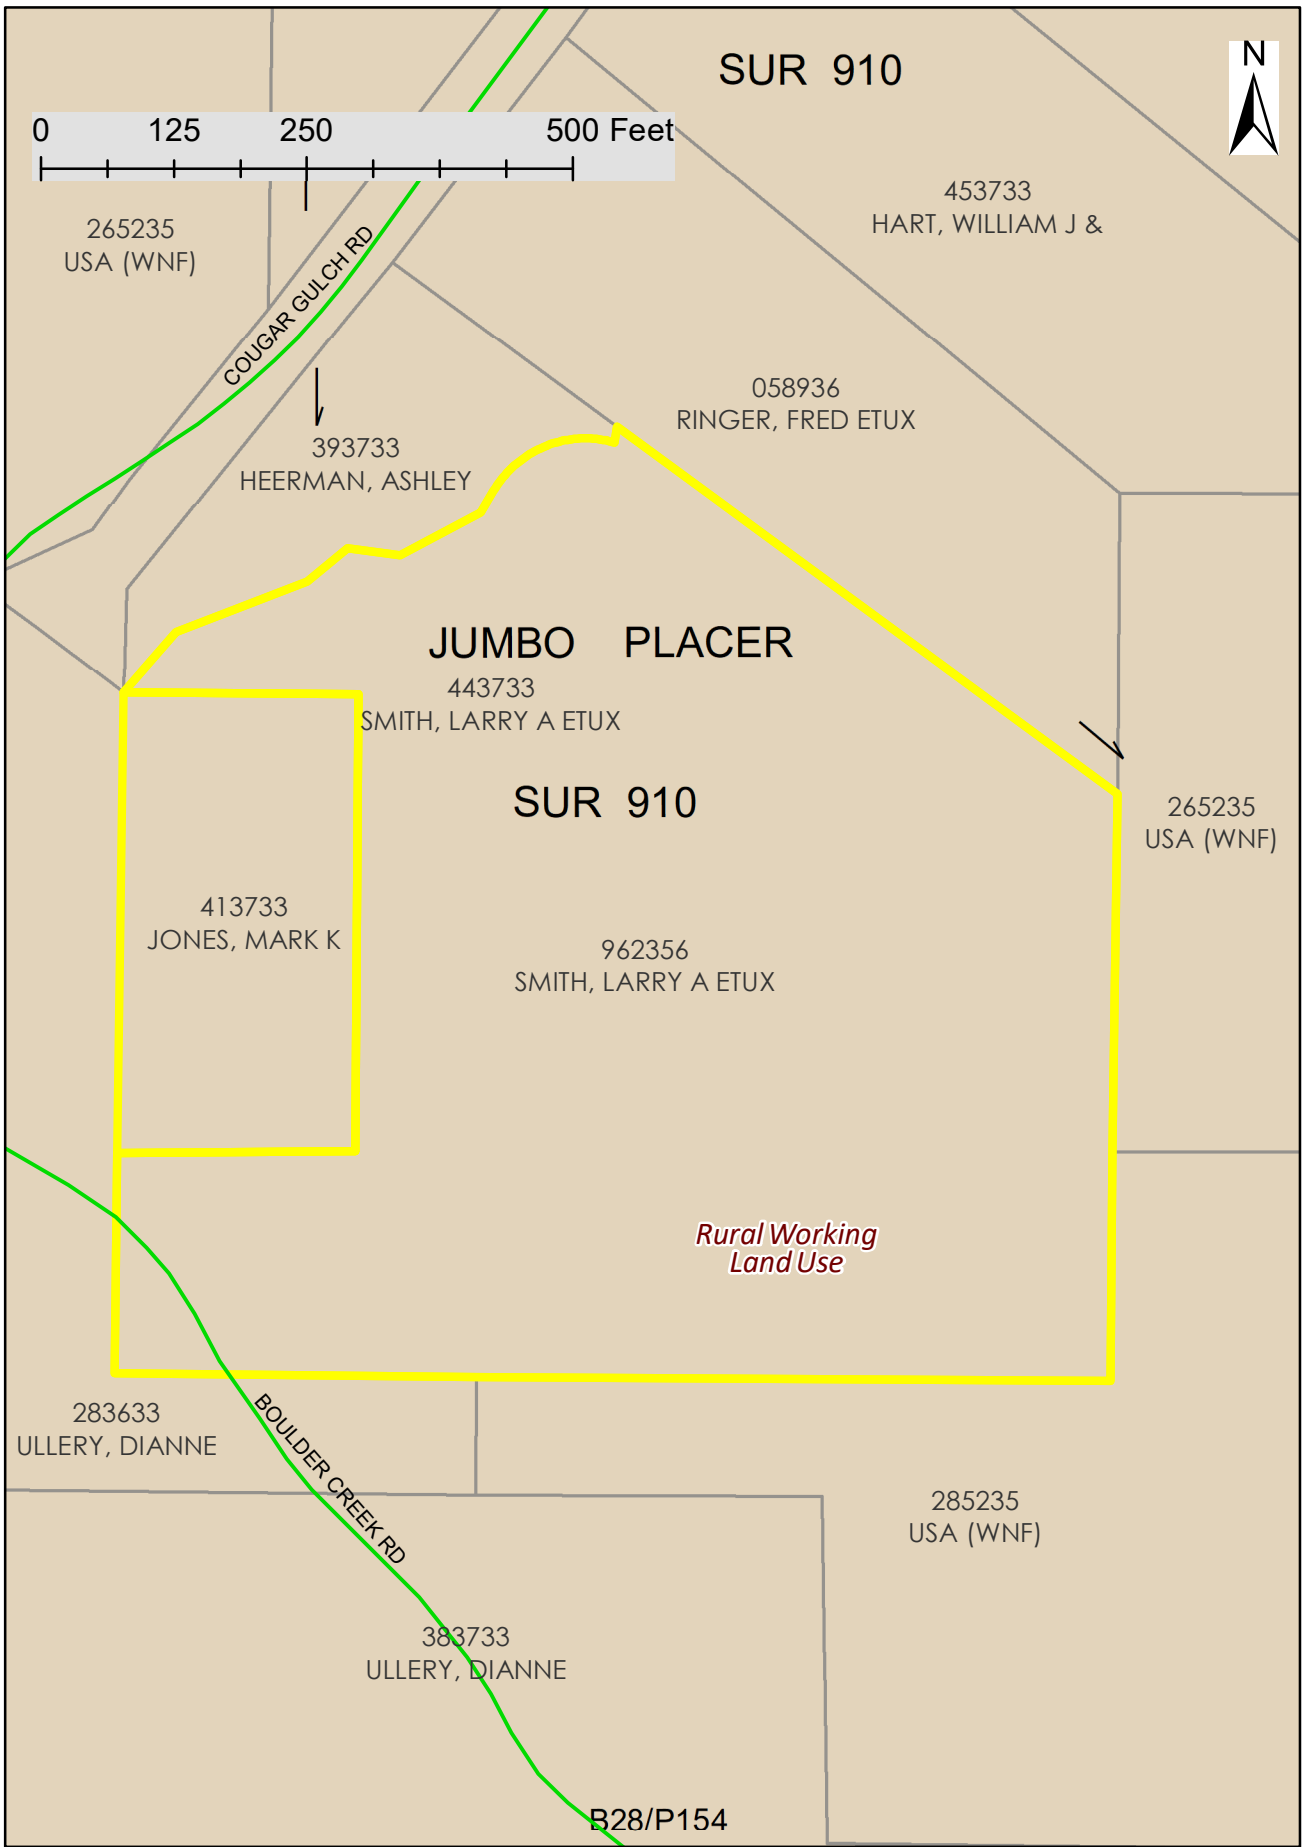 SUR 910
N
0 125 250 500 Feet
453733
HART, WILLIAM J &
265235
USA (WNF)
COUGAR GULCH RD
058936
RINGER, FRED ETUX
393733
HEERMAN, ASHLEY
JUMBO PLACER
443733
SMITH, LARRY A ETUX
SUR 910
265235
USA (WNF)
413733
JONES, MARK K
962356
SMITH, LARRY A ETUX
Rural Working
Land Use
283633
ULLERY, DIANNE
BOULDER CREEK RD
285235
USA (WNF)
383733
ULLERY, DIANNE
B28/P154